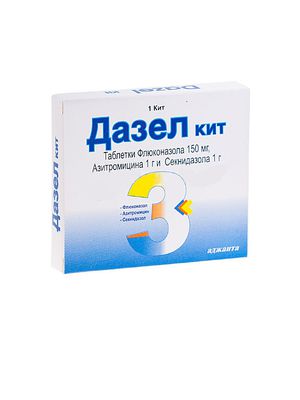 1 Кит
Дазел кит
Таблетки Флюконазола 150 мг,
Азитромицина 1 г и Секнидазола 1 г
3
-Флюконазол
-Азитромицин
-Секнидазол
аджанта